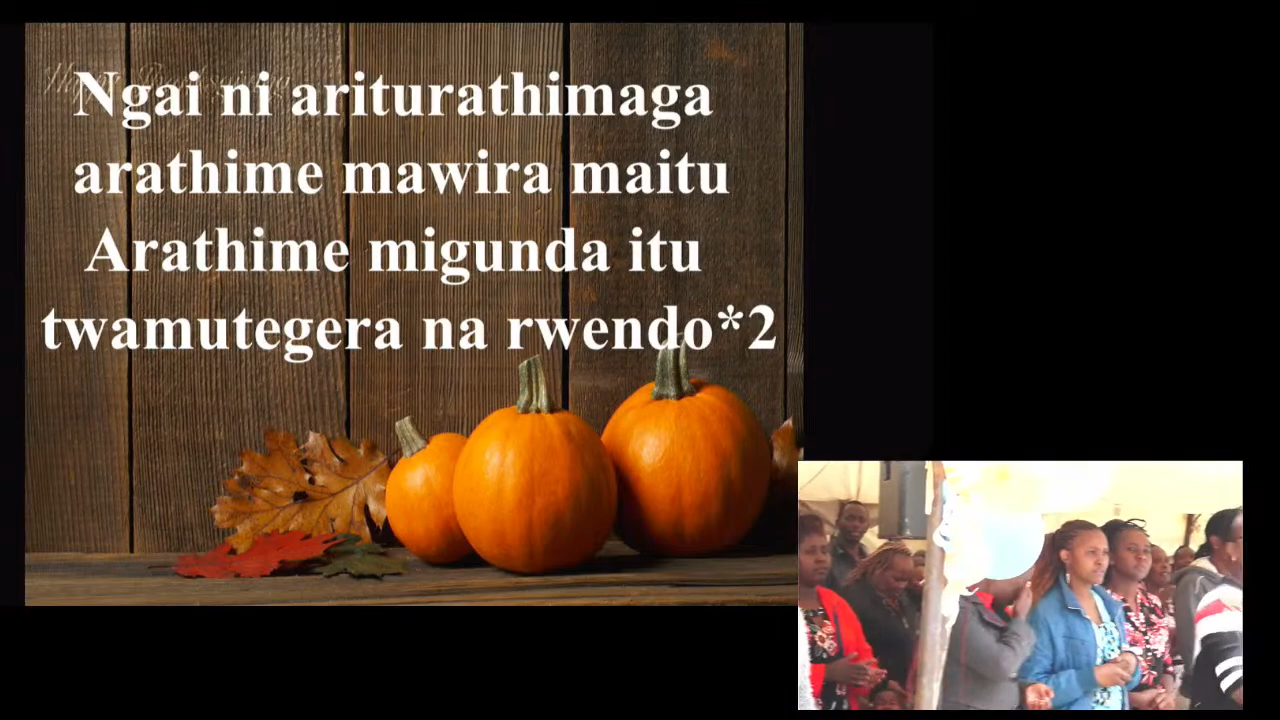 Ngai ni ariturathimaga
arathime mawira maitu
Arathime migunda itu
twamutegera na rwendo*2